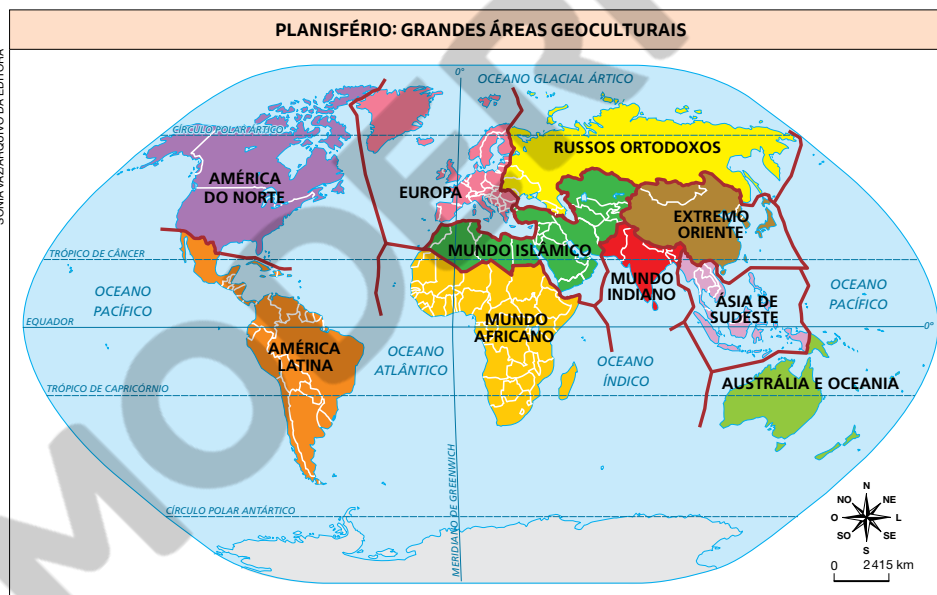 PLANISFÉRIO: GRANDES ÁREAS GEOCULTURAIS
0°
OCEANO GLACIAL ÁRTICO
CÍRCULO POLAR ÁRTICO
RUSSOS ORTODOXOS
AMÉRICA
DO NORTE
EUROPA
EXTREMO
ORIENTE
MUNDO ISLÂMICO
TRÓPICO DE CÂNCER
MUNDO
INDIANO
OCEANO
PACÍFICO
ÁSIA DE
SUDESTE
OCEANO
PACÍFICO
EQUADOR
MUNDO
AFRICANO
0°
AMÉRICA
LATINA
OCEANO
ATLÂNTICO
OCEANO
ÍNDICO
TRÓPICO DE CAPRICÓRNIO
AUSTRÁLIA E OCEANIA
MERIDIANO DE GREENWICH
CÍRCULO POLAR ANTÁRTICO
N
NO NE
O L
SO SE
S
0 2 415 km